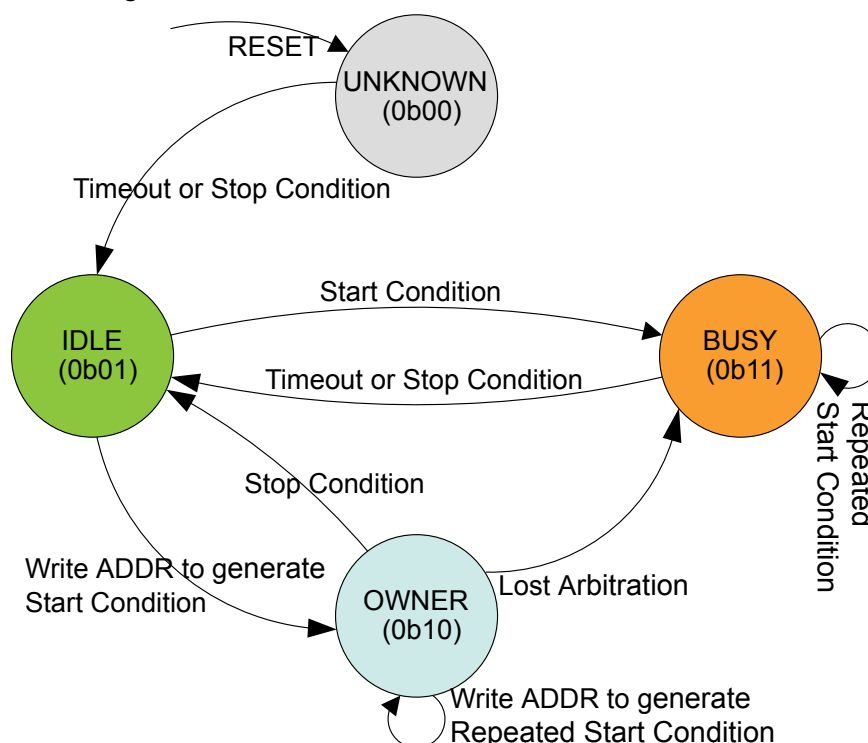 RESET
UNKNOWN
(0b00)
Timeout or Stop Condition
Start Condition
IDLE
(0b01)
BUSY
(0b11)
Timeout or Stop Condition
Repeated
Start Condition
Stop Condition
Write ADDR to generate
Start Condition
OWNER
(0b10)
Lost Arbitration
Write ADDR to generate
Repeated Start Condition